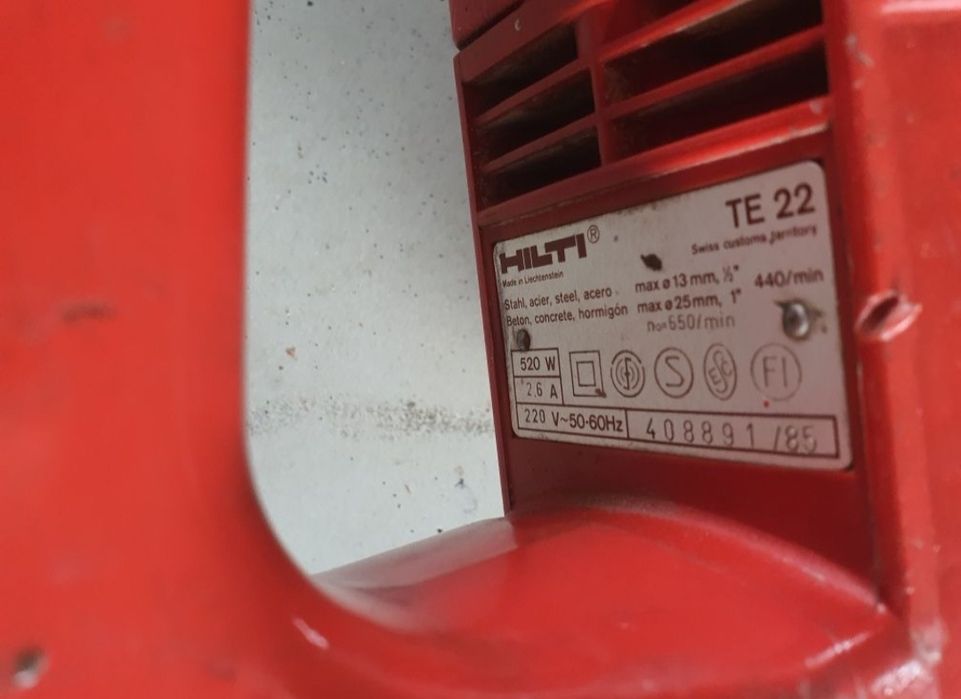 TE 22
HILTI®
Swiss customs territory
Made in Liechtenstein
Stahl, acier, steel, acero max ø 13 mm, ½" 440/min
Beton, concrete, hormigón max ø 25 mm, 1"
n₀= 650/min
520 W
2,6 A
S
ESC
FI
220 V~50-60Hz 408891 /85